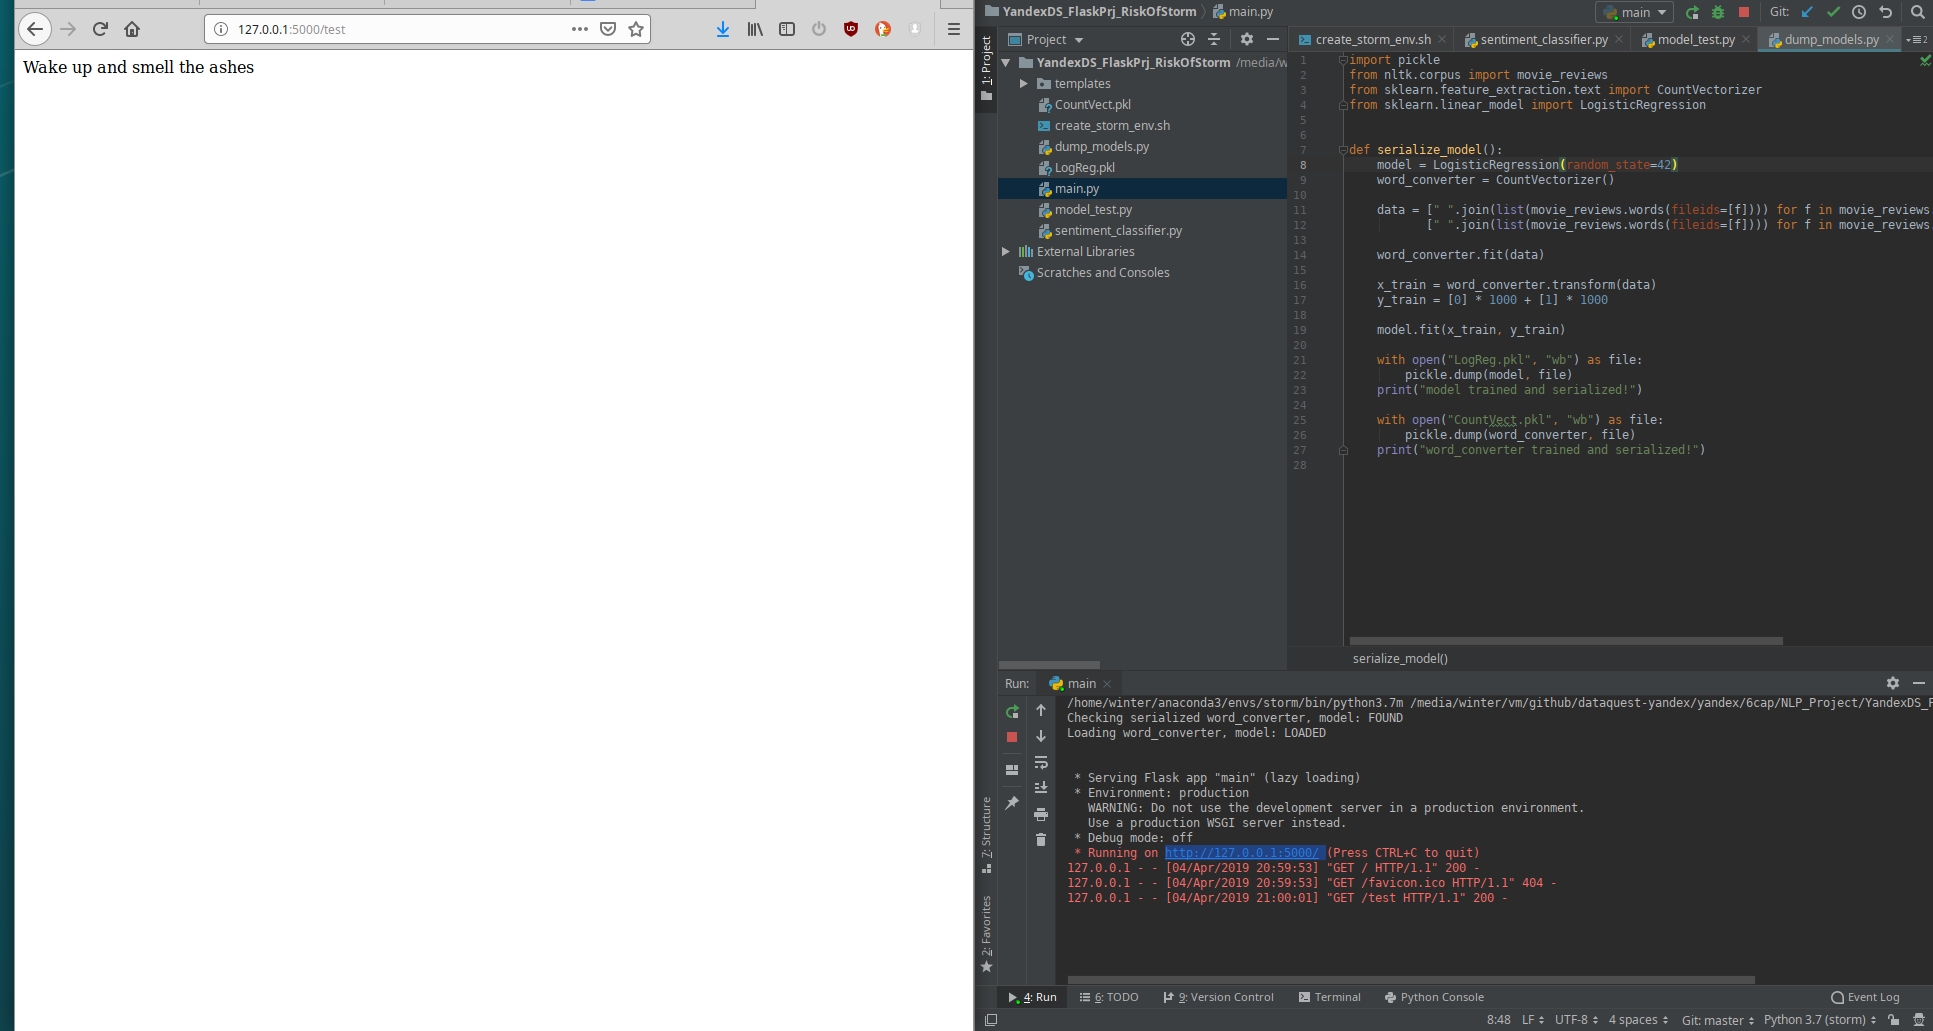 127.0.0.1:5000/test
Wake up and smell the ashes
YandexDS_FlaskPrj_RiskOfStorm
main.py
main
Git:
1: Project
Project
YandexDS_FlaskPrj_RiskOfStorm /media/w
templates
CountVect.pkl
create_storm_env.sh
dump_models.py
LogReg.pkl
main.py
model_test.py
sentiment_classifier.py
External Libraries
Scratches and Consoles
create_storm_env.sh
sentiment_classifier.py
model_test.py
dump_models.py
2
1 import pickle
2 from nltk.corpus import movie_reviews
3 from sklearn.feature_extraction.text import CountVectorizer
4 from sklearn.linear_model import LogisticRegression
5
6
7 def serialize_model():
8 model = LogisticRegression(random_state=42)
9 word_converter = CountVectorizer()
10
11 data = [" ".join(list(movie_reviews.words(fileids=[f]))) for f in movie_reviews.
12 [" ".join(list(movie_reviews.words(fileids=[f]))) for f in movie_reviews.
13
14 word_converter.fit(data)
15
16 x_train = word_converter.transform(data)
17 y_train = [0] * 1000 + [1] * 1000
18
19 model.fit(x_train, y_train)
20
21 with open("LogReg.pkl", "wb") as file:
22 pickle.dump(model, file)
23 print("model trained and serialized!")
24
25 with open("CountVect.pkl", "wb") as file:
26 pickle.dump(word_converter, file)
27 print("word_converter trained and serialized!")
28
serialize_model()
Run: main
/home/winter/anaconda3/envs/storm/bin/python3.7m /media/winter/vm/github/dataquest-yandex/yandex/6cap/NLP_Project/YandexDS_F
Checking serialized word_converter, model: FOUND
Loading word_converter, model: LOADED
* Serving Flask app "main" (lazy loading)
* Environment: production
WARNING: Do not use the development server in a production environment.
Use a production WSGI server instead.
* Debug mode: off
* Running on http://127.0.0.1:5000/ (Press CTRL+C to quit)
127.0.0.1 - - [04/Apr/2019 20:59:53] "GET / HTTP/1.1" 200 -
127.0.0.1 - - [04/Apr/2019 20:59:53] "GET /favicon.ico HTTP/1.1" 404 -
127.0.0.1 - - [04/Apr/2019 21:00:01] "GET /test HTTP/1.1" 200 -
7: Structure
2: Favorites
4: Run
6: TODO
9: Version Control
Terminal
Python Console
Event Log
8:48 LF UTF-8 4 spaces Git: master Python 3.7 (storm)